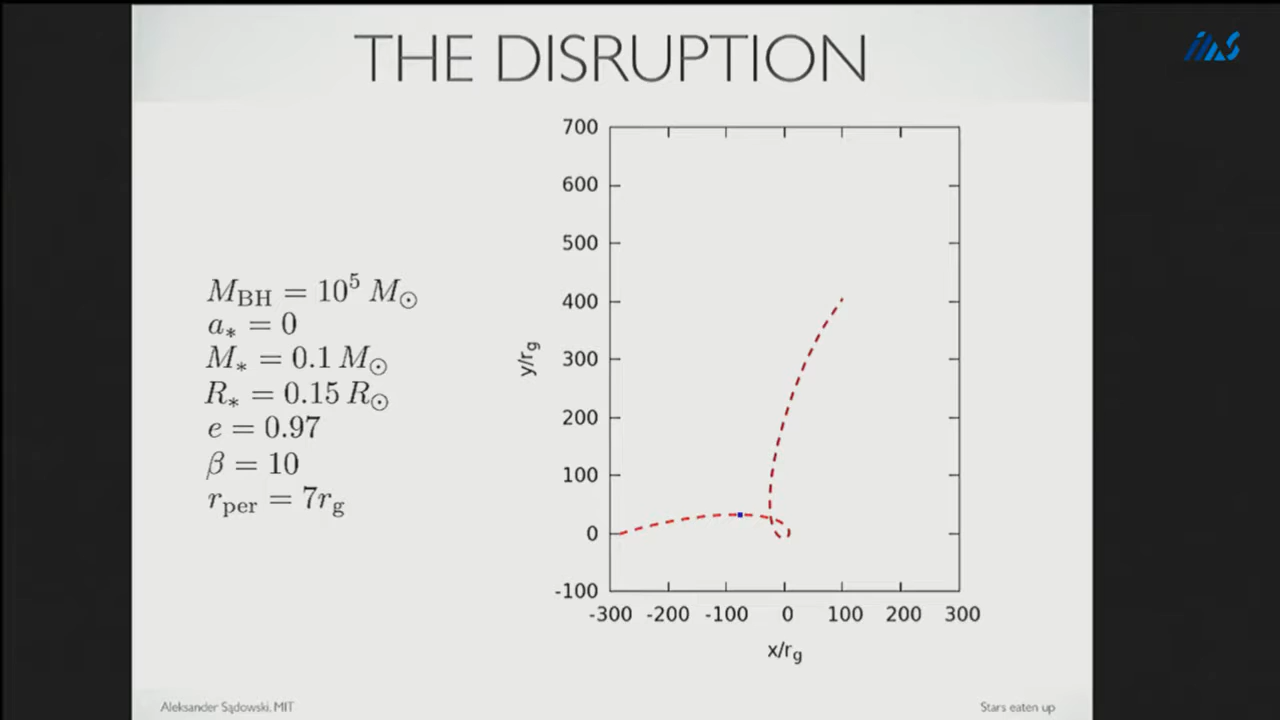 THE DISRUPTION
M_BH = 10^5 M_⊙
a_* = 0
M_* = 0.1 M_⊙
R_* = 0.15 R_⊙
e = 0.97
β = 10
r_per = 7r_g
700
600
500
400
300
200
100
0
-100
y/r_g
-300 -200 -100 0 100 200 300
x/r_g
Aleksander Sądowski, MIT
Stars eaten up